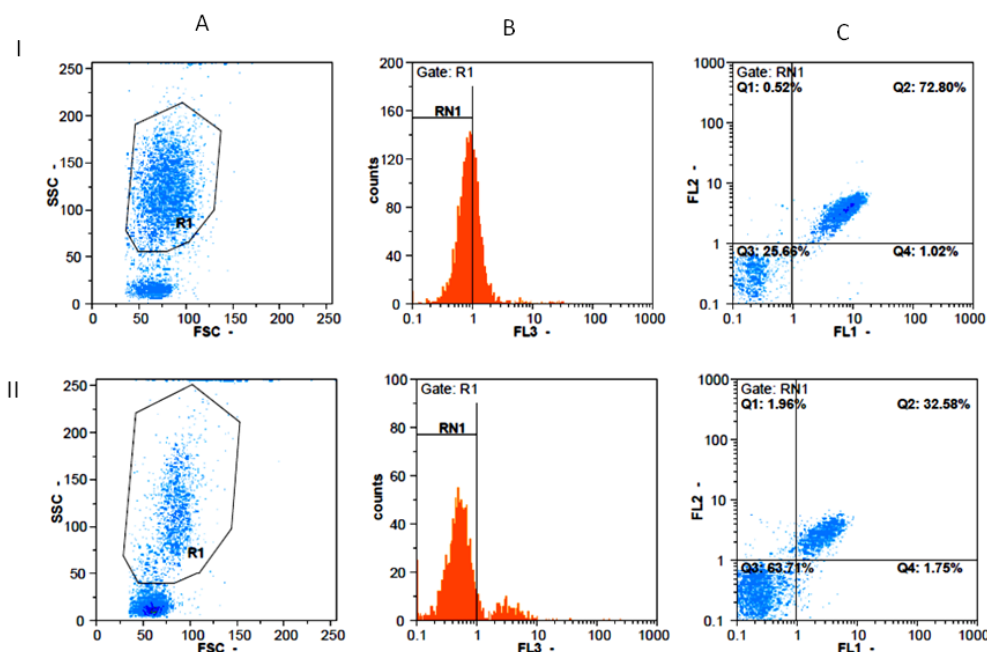 A B C
I
250
200
150
100
50
0
SSC -
R1
0 50 100 150 200 250
FSC -
200
160
120
80
40
0
counts
Gate: R1
RN1
0.1 1 10 100 1000
FL3 -
1000
100
10
1
0.1
FL2 -
Gate: RN1
Q1: 0.52% Q2: 72.80%
Q3: 25.66% Q4: 1.02%
0.1 1 10 100 1000
FL1 -
II
250
200
150
100
50
0
SSC -
R1
0 50 100 150 200 250
FSC -
100
80
60
40
20
0
counts
Gate: R1
RN1
0.1 1 10 100 1000
FL3 -
1000
100
10
1
0.1
FL2 -
Gate: RN1
Q1: 1.96% Q2: 32.58%
Q3: 63.71% Q4: 1.75%
0.1 1 10 100 1000
FL1 -